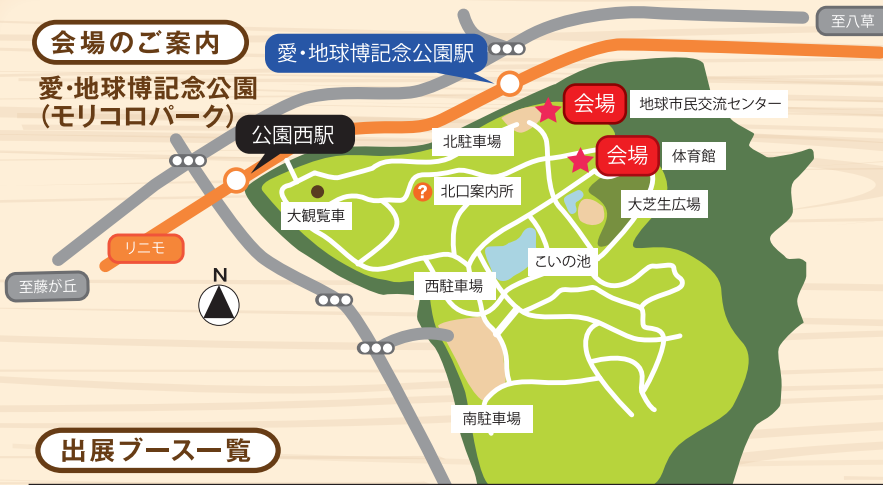 会場のご案内
愛・地球博記念公園
(モリコロパーク)
愛・地球博記念公園駅
至八草
会場
地球市民交流センター
公園西駅
北駐車場
会場
体育館
?
北口案内所
大観覧車
大芝生広場
リニモ
こいの池
至藤が丘
N
西駐車場
南駐車場
出展ブース一覧